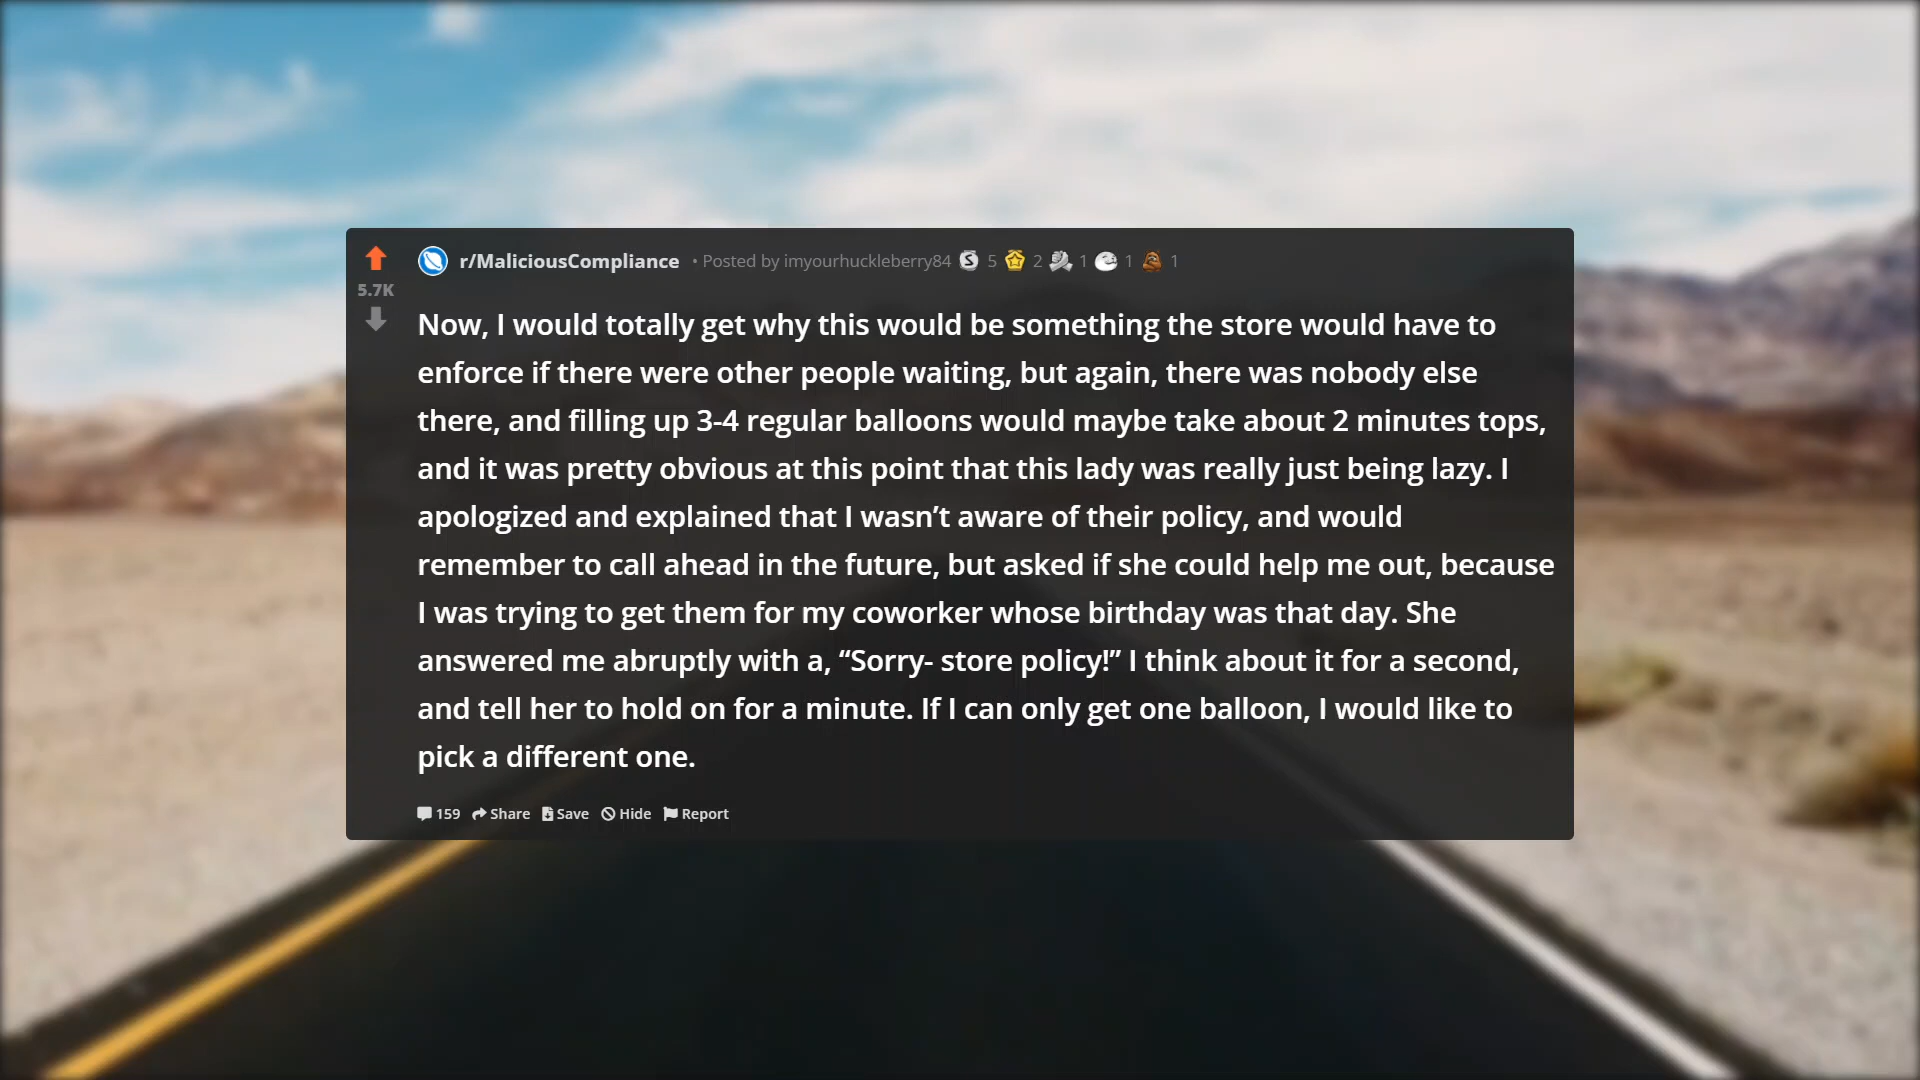 r/MaliciousCompliance • Posted by imyourhuckleberry84 5 2 1 1 1
5.7K
Now, I would totally get why this would be something the store would have to
enforce if there were other people waiting, but again, there was nobody else
there, and filling up 3-4 regular balloons would maybe take about 2 minutes tops,
and it was pretty obvious at this point that this lady was really just being lazy. I
apologized and explained that I wasn’t aware of their policy, and would
remember to call ahead in the future, but asked if she could help me out, because
I was trying to get them for my coworker whose birthday was that day. She
answered me abruptly with a, “Sorry- store policy!” I think about it for a second,
and tell her to hold on for a minute. If I can only get one balloon, I would like to
pick a different one.
159 Share Save Hide Report